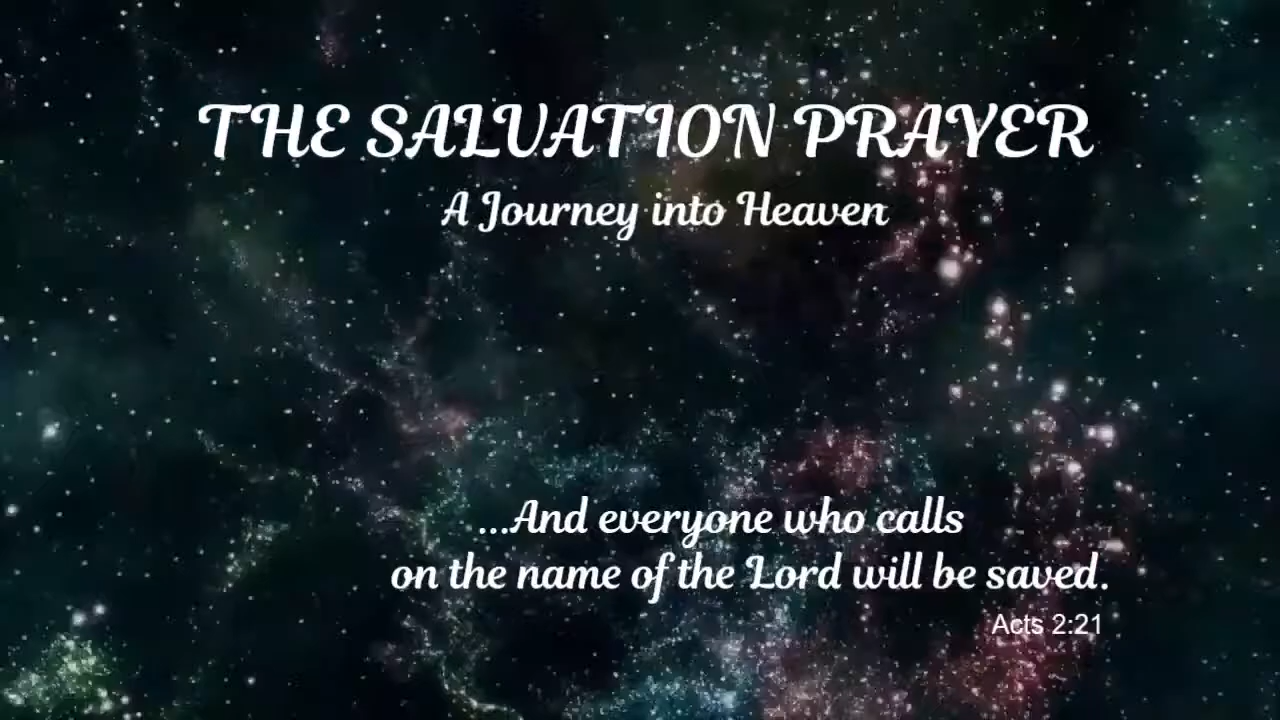 THE SALVATION PRAYER
A Journey into Heaven
...And everyone who calls
on the name of the Lord will be saved.
Acts 2:21